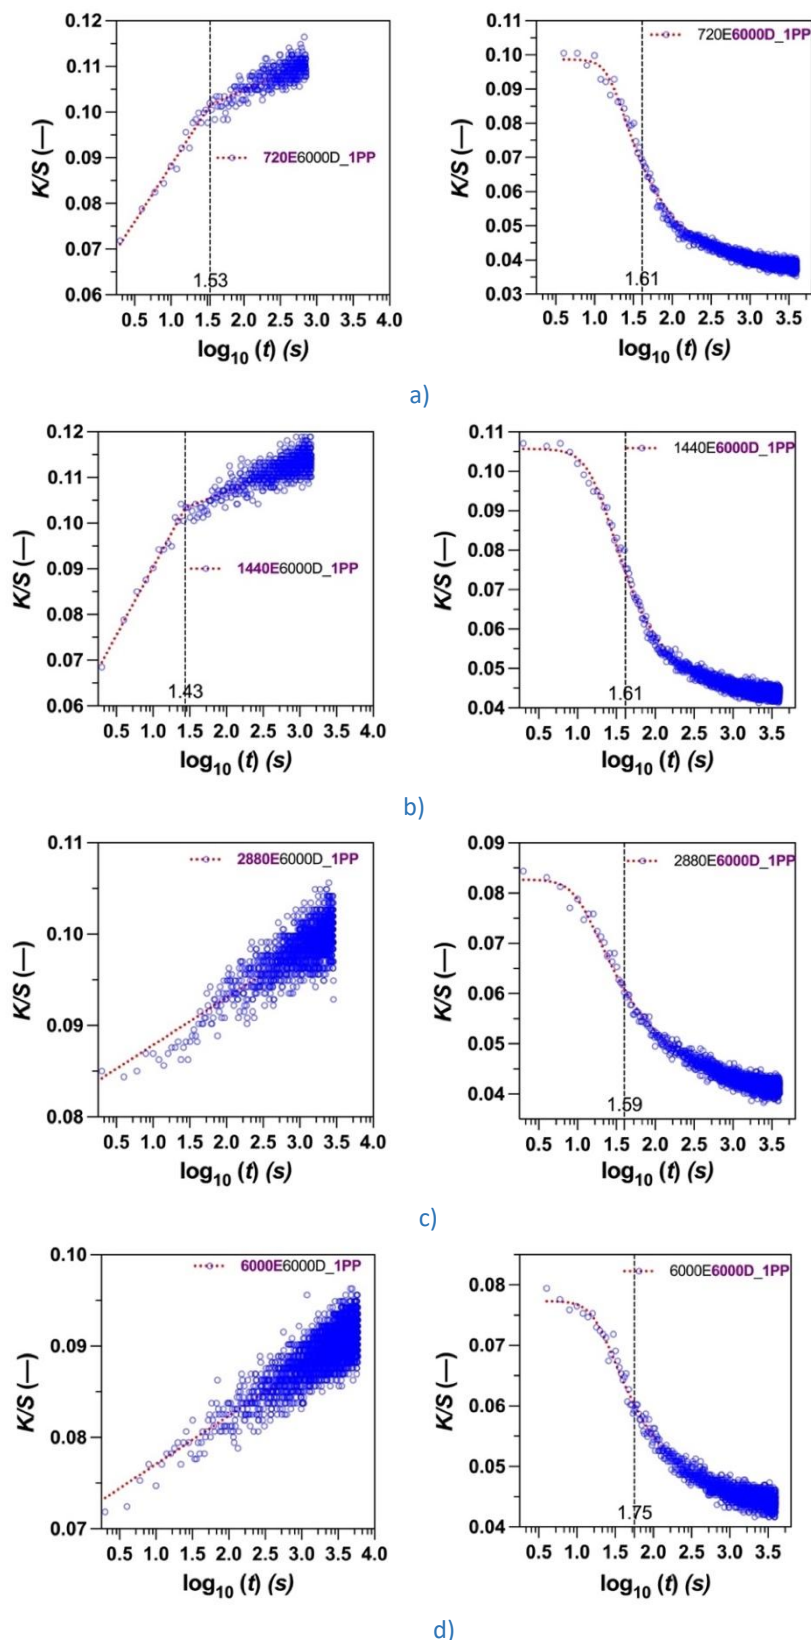 0.12
0.11
0.10
0.09
0.08
0.07
0.06
K/S (—)
720E6000D_1PP
1.53
0.5 1.0 1.5 2.0 2.5 3.0 3.5 4.0
log10 (t) (s)
0.11
0.10
0.09
0.08
0.07
0.06
0.05
0.04
0.03
K/S (—)
720E6000D_1PP
1.61
0.5 1.0 1.5 2.0 2.5 3.0 3.5
log10 (t) (s)
a)
0.12
0.11
0.10
0.09
0.08
0.07
0.06
K/S (—)
1440E6000D_1PP
1.43
0.5 1.0 1.5 2.0 2.5 3.0 3.5 4.0
log10 (t) (s)
0.11
0.10
0.09
0.08
0.07
0.06
0.05
0.04
K/S (—)
1440E6000D_1PP
1.61
0.5 1.0 1.5 2.0 2.5 3.0 3.5
log10 (t) (s)
b)
0.11
0.10
0.09
0.08
K/S (—)
2880E6000D_1PP
0.5 1.0 1.5 2.0 2.5 3.0 3.5 4.0
log10 (t) (s)
0.09
0.08
0.07
0.06
0.05
0.04
K/S (—)
2880E6000D_1PP
1.59
0.5 1.0 1.5 2.0 2.5 3.0 3.5
log10 (t) (s)
c)
0.10
0.09
0.08
0.07
K/S (—)
6000E6000D_1PP
0.5 1.0 1.5 2.0 2.5 3.0 3.5 4.0
log10 (t) (s)
0.08
0.07
0.06
0.05
0.04
K/S (—)
6000E6000D_1PP
1.75
0.5 1.0 1.5 2.0 2.5 3.0 3.5
log10 (t) (s)
d)